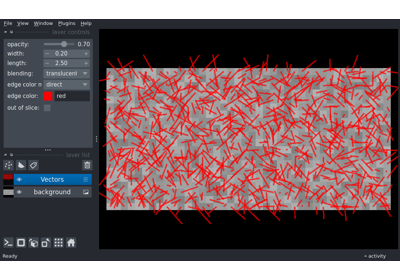 File View Window Plugins Help
layer controls
opacity: 0.70
width: 0.20
length: 2.50
blending: translucent
edge color m direct
edge color: red
out of slice:
layer list
Vectors
background
Ready
activity